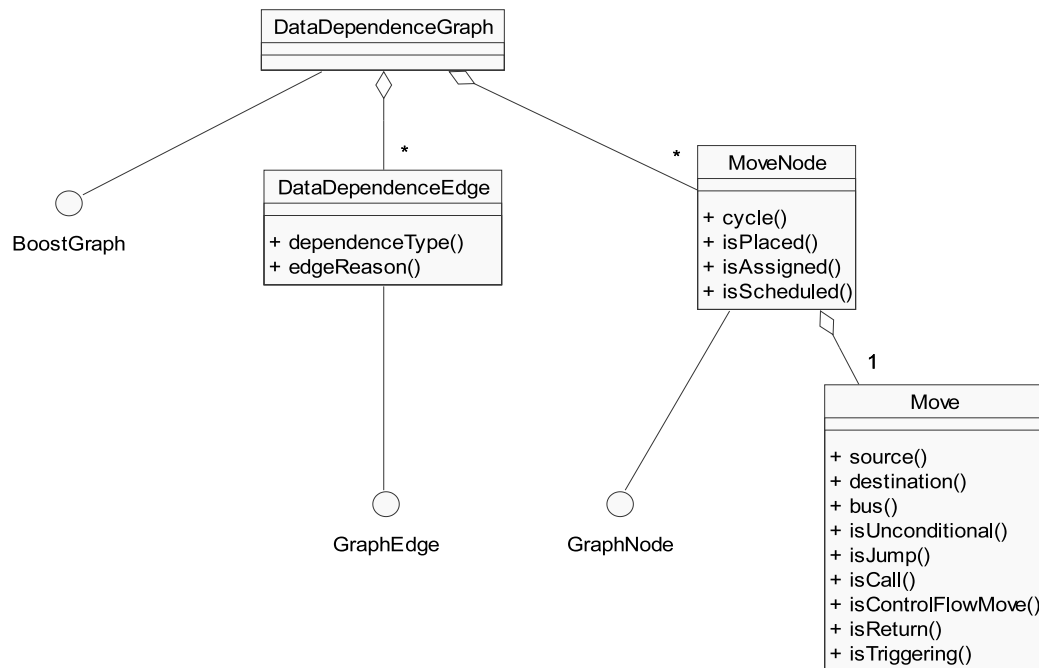 DataDependenceGraph
*
*
MoveNode
+ cycle()
+ isPlaced()
+ isAssigned()
+ isScheduled()
DataDependenceEdge
+ dependenceType()
+ edgeReason()
BoostGraph
1
Move
+ source()
+ destination()
+ bus()
+ isUnconditional()
+ isJump()
+ isCall()
+ isControlFlowMove()
+ isReturn()
+ isTriggering()
GraphEdge
GraphNode